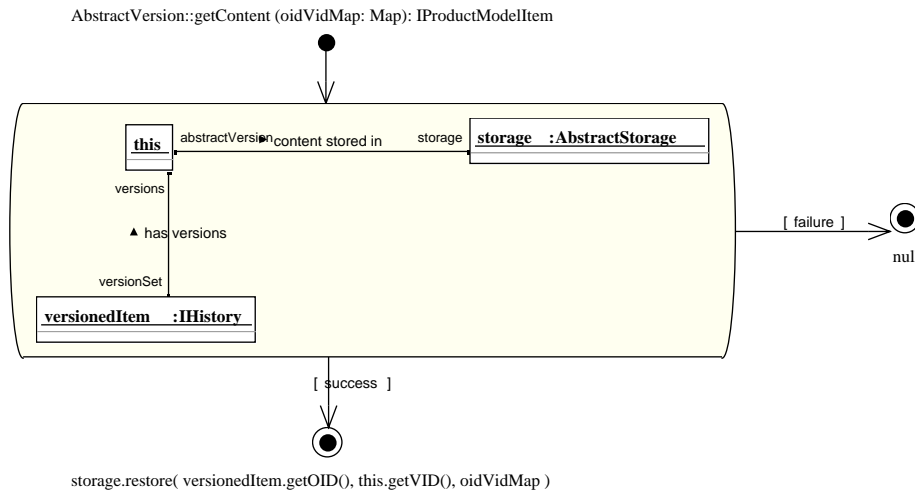 AbstractVersion::getContent (oidVidMap: Map): IProductModelItem
this
abstractVersion
content stored in
storage
storage :AbstractStorage
versions
has versions
versionSet
versionedItem :IHistory
[ failure ]
nul
[ success ]
storage.restore( versionedItem.getOID(), this.getVID(), oidVidMap )